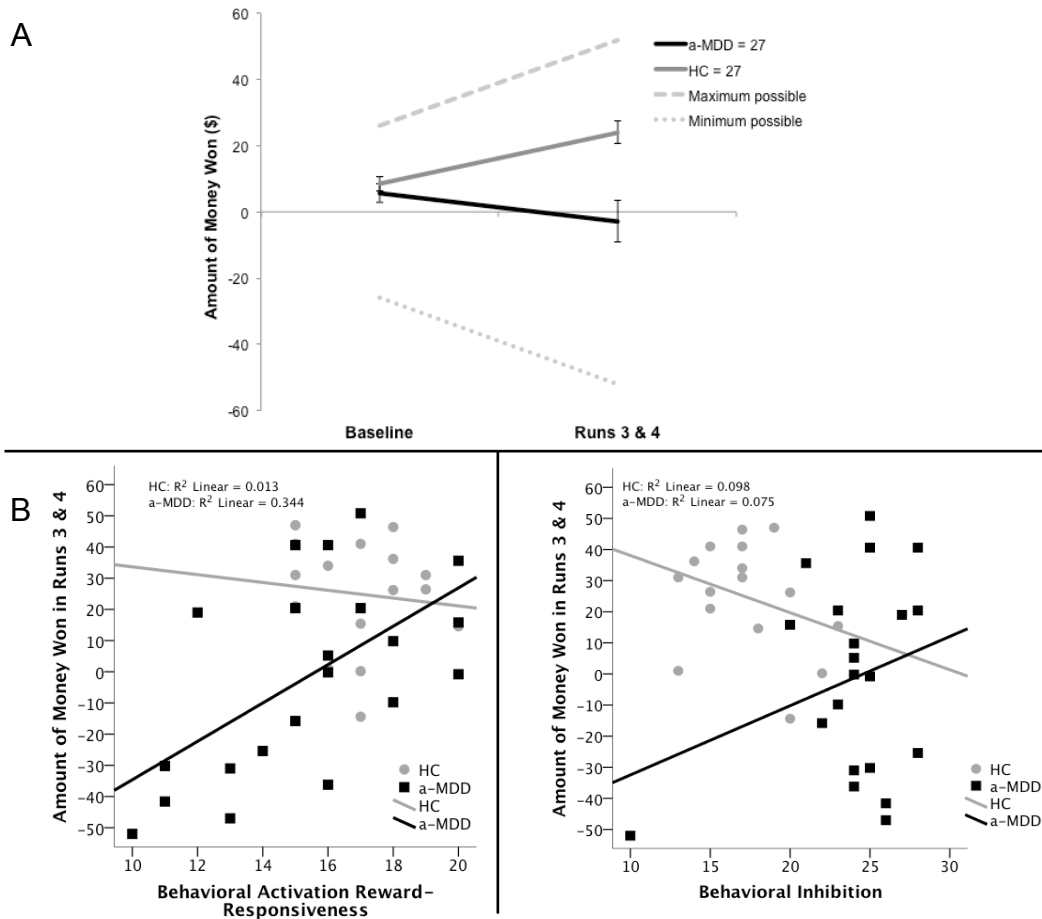 A
60
40
20
0
-20
-40
-60
Amount of Money Won ($)
Baseline
Runs 3 & 4
a-MDD = 27
HC = 27
Maximum possible
Minimum possible
B
HC: R² Linear = 0.013
a-MDD: R² Linear = 0.344
60
50
40
30
20
10
0
-10
-20
-30
-40
-50
Amount of Money Won in Runs 3 & 4
HC
a-MDD
HC
a-MDD
10 12 14 16 18 20
Behavioral Activation Reward-
Responsiveness
HC: R² Linear = 0.098
a-MDD: R² Linear = 0.075
60
50
40
30
20
10
0
-10
-20
-30
-40
-50
Amount of Money Won in Runs 3 & 4
HC
a-MDD
HC
a-MDD
10 15 20 25 30
Behavioral Inhibition